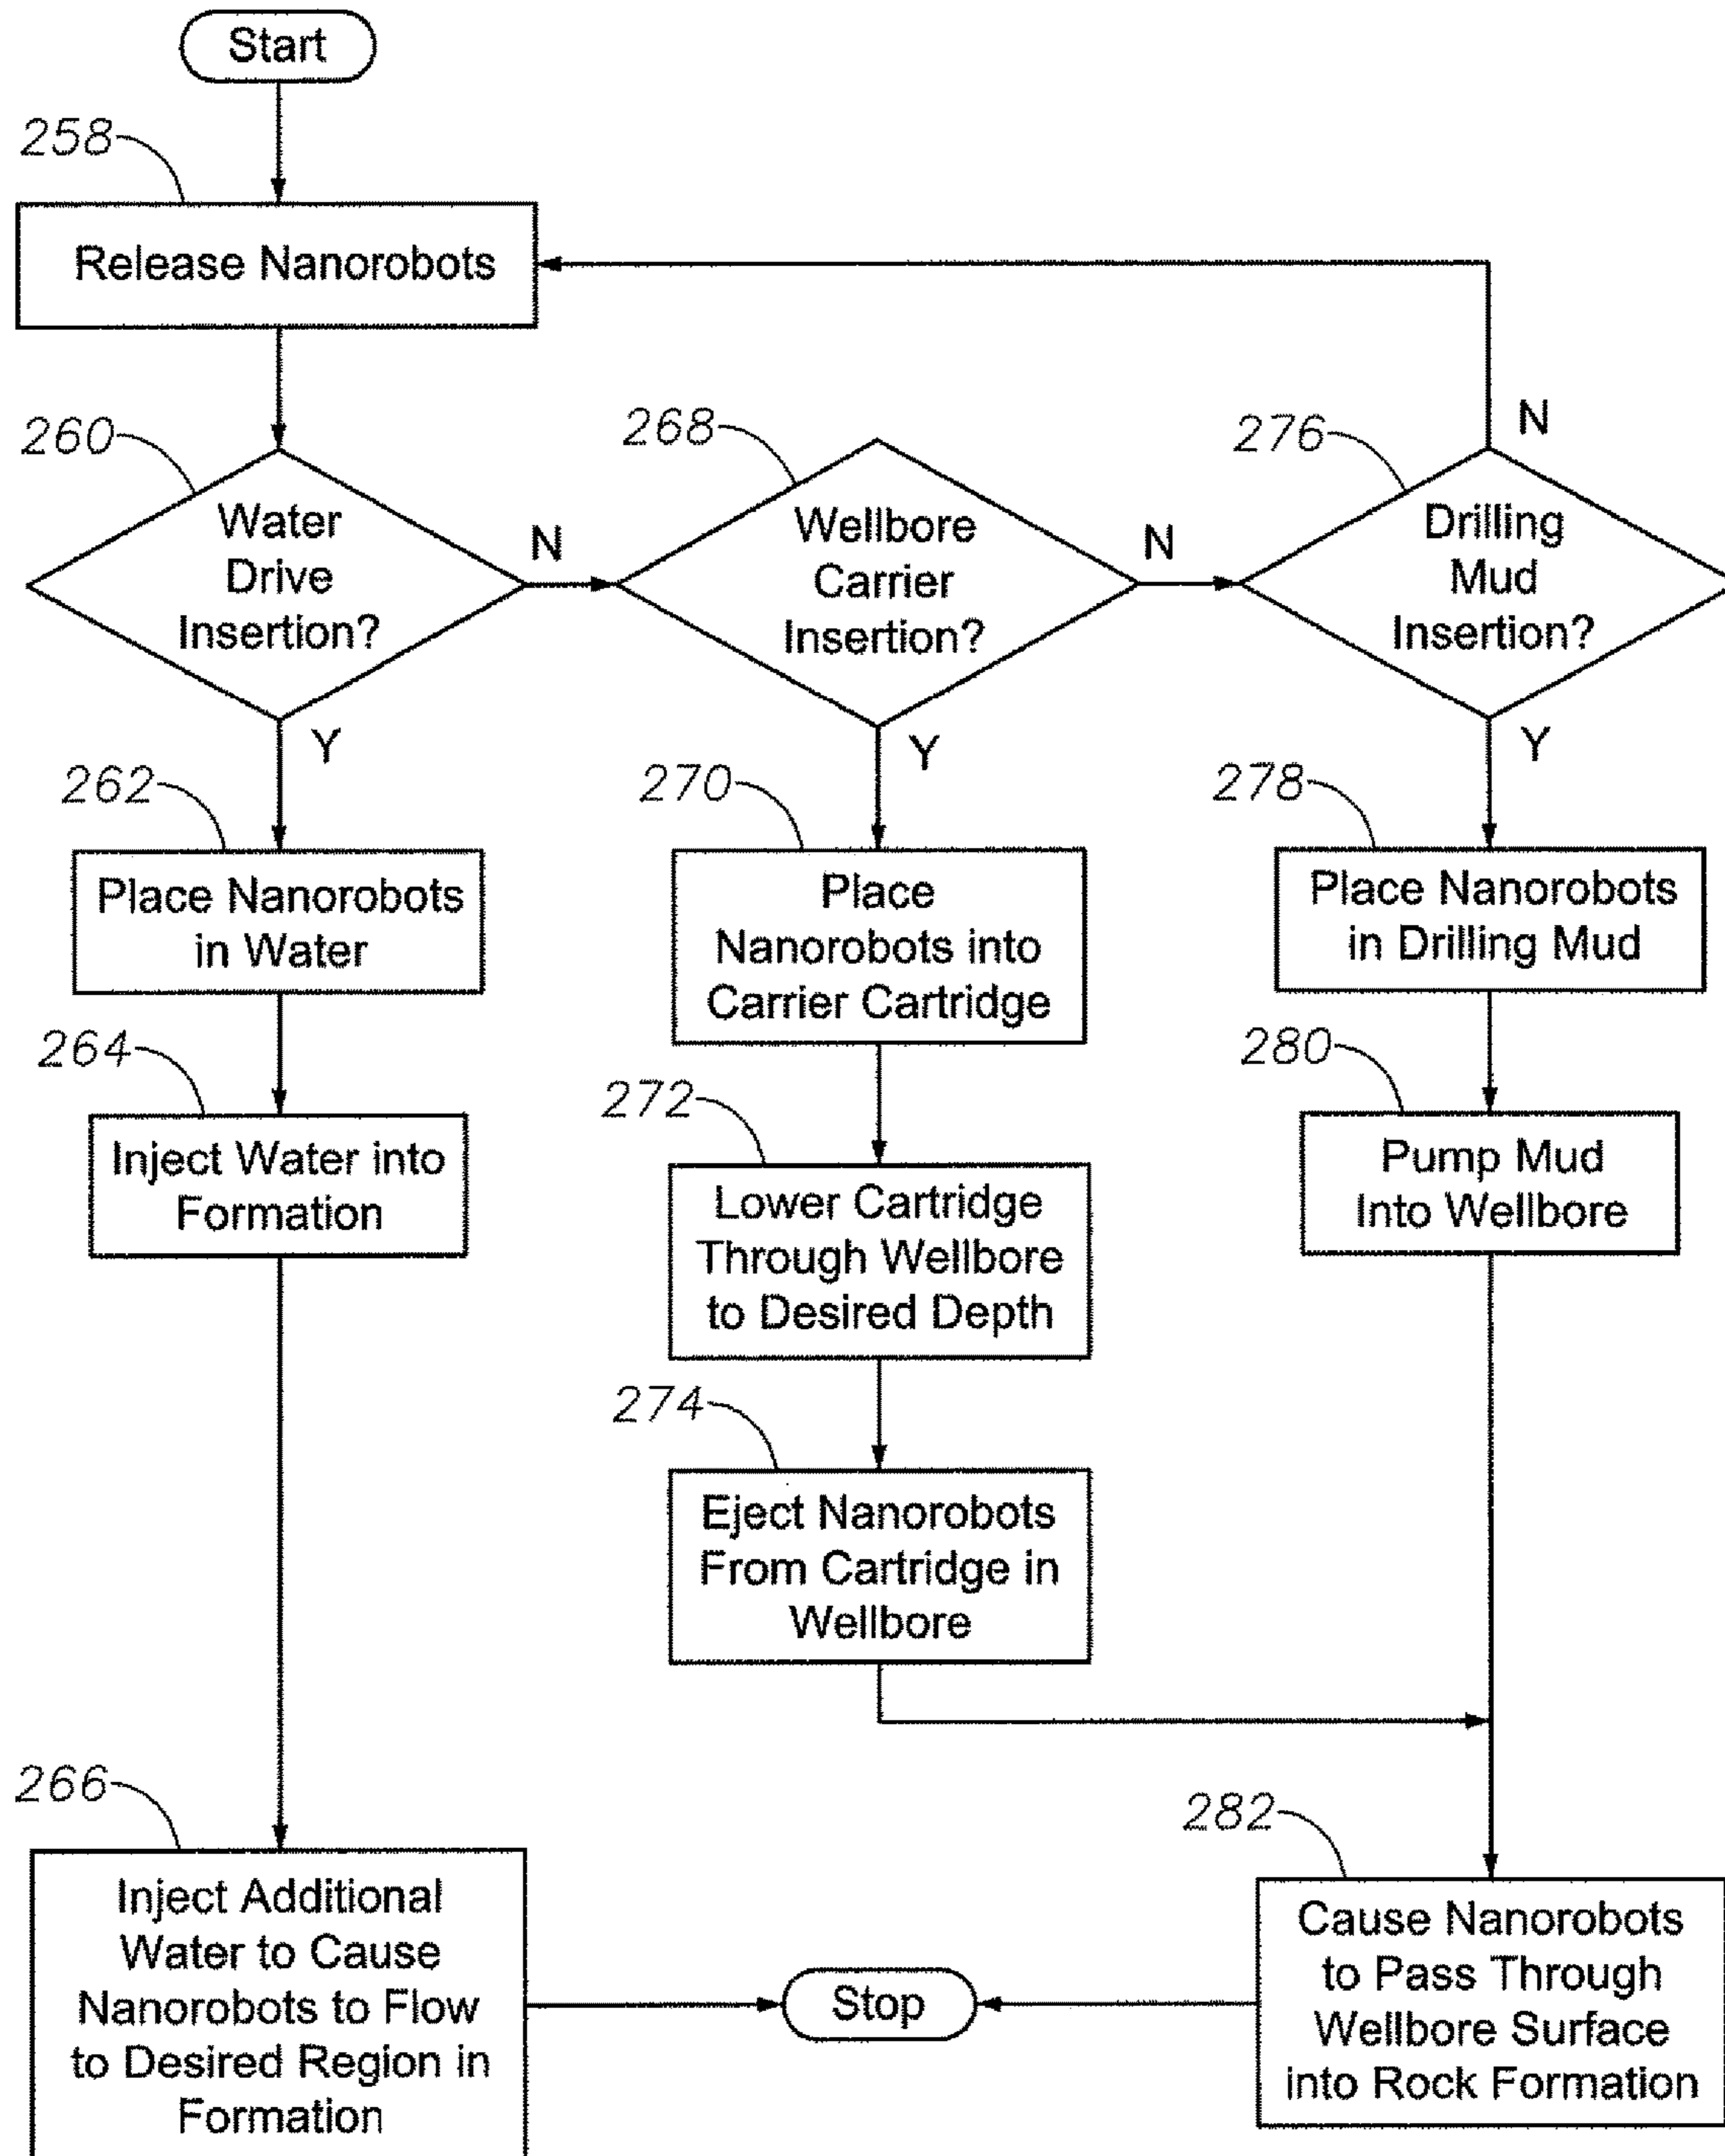 Start
258
Release Nanorobots
260
Water
Drive
Insertion?
N
Y
268
Wellbore
Carrier
Insertion?
N
Y
276
Drilling
Mud
Insertion?
N
Y
262
Place Nanorobots
in Water
264
Inject Water into
Formation
266
Inject Additional
Water to Cause
Nanorobots to Flow
to Desired Region in
Formation
270
Place
Nanorobots into
Carrier Cartridge
272
Lower Cartridge
Through Wellbore
to Desired Depth
274
Eject Nanorobots
From Cartridge in
Wellbore
278
Place Nanorobots
in Drilling Mud
280
Pump Mud
Into Wellbore
282
Cause Nanorobots
to Pass Through
Wellbore Surface
into Rock Formation
Stop